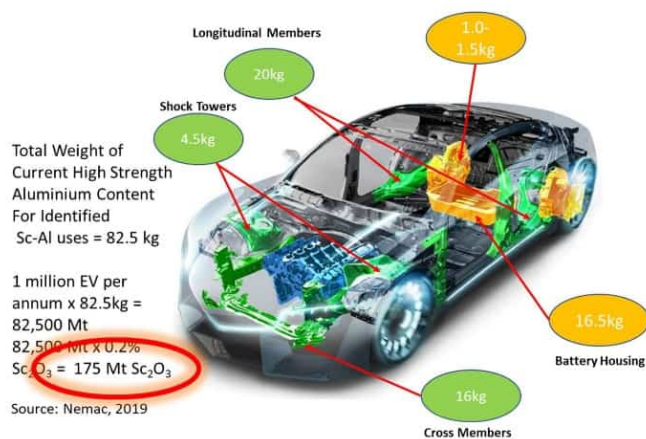 Longitudinal Members
1.0-
1.5kg
20kg
Shock Towers
4.5kg
Total Weight of
Current High Strength
Aluminium Content
For Identified
Sc-Al uses = 82.5 kg
1 million EV per
annum x 82.5kg =
82,500 Mt
82,500 Mt x 0.2%
Sc₂O₃ = 175 Mt Sc₂O₃
Source: Nemac, 2019
16.5kg
Battery Housing
16kg
Cross Members